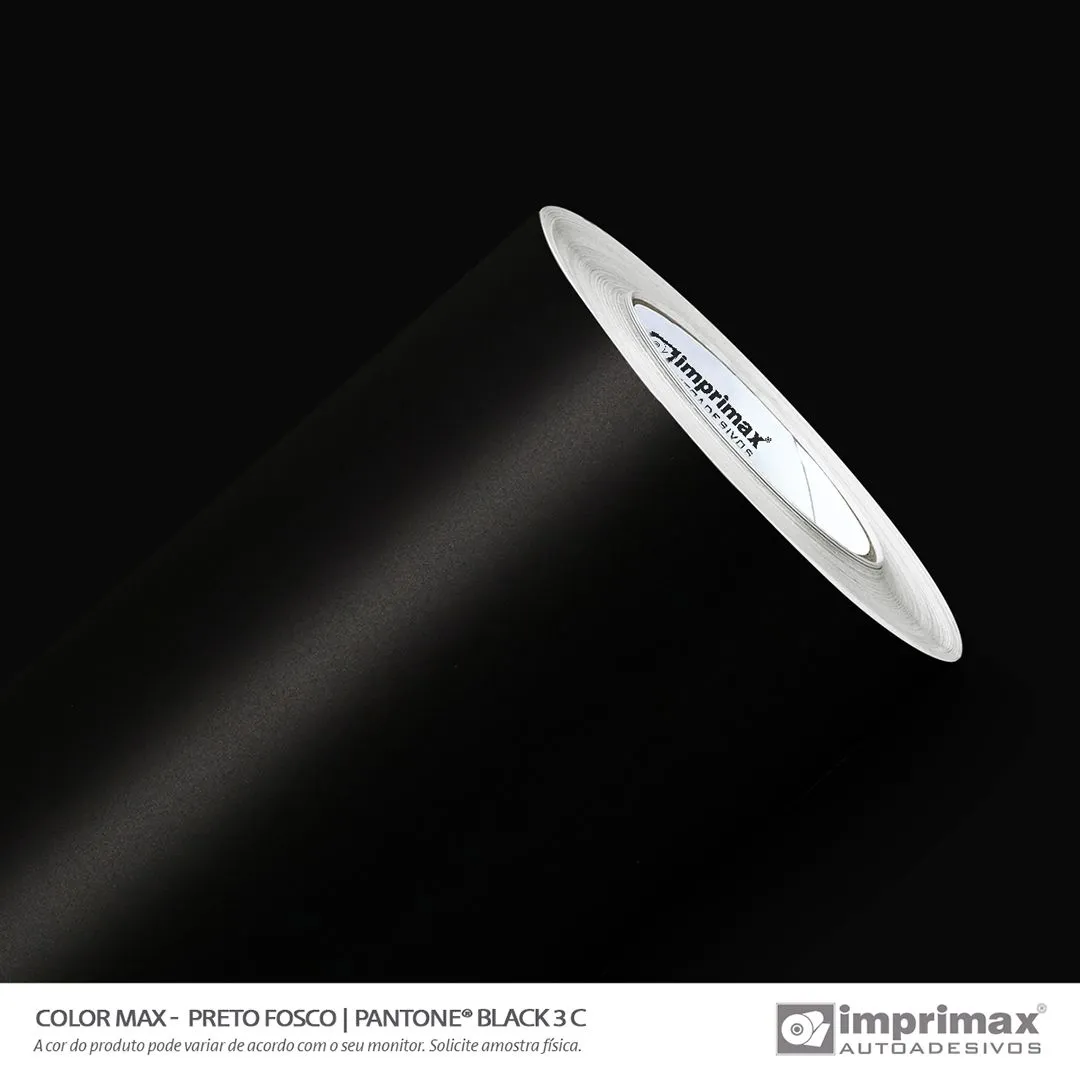 imprimax®
AUTOADESIVOS
COLOR MAX - PRETO FOSCO | PANTONE® BLACK 3 C
A cor do produto pode variar de acordo com o seu monitor. Solicite amostra física.
imprimax®
AUTOADESIVOS